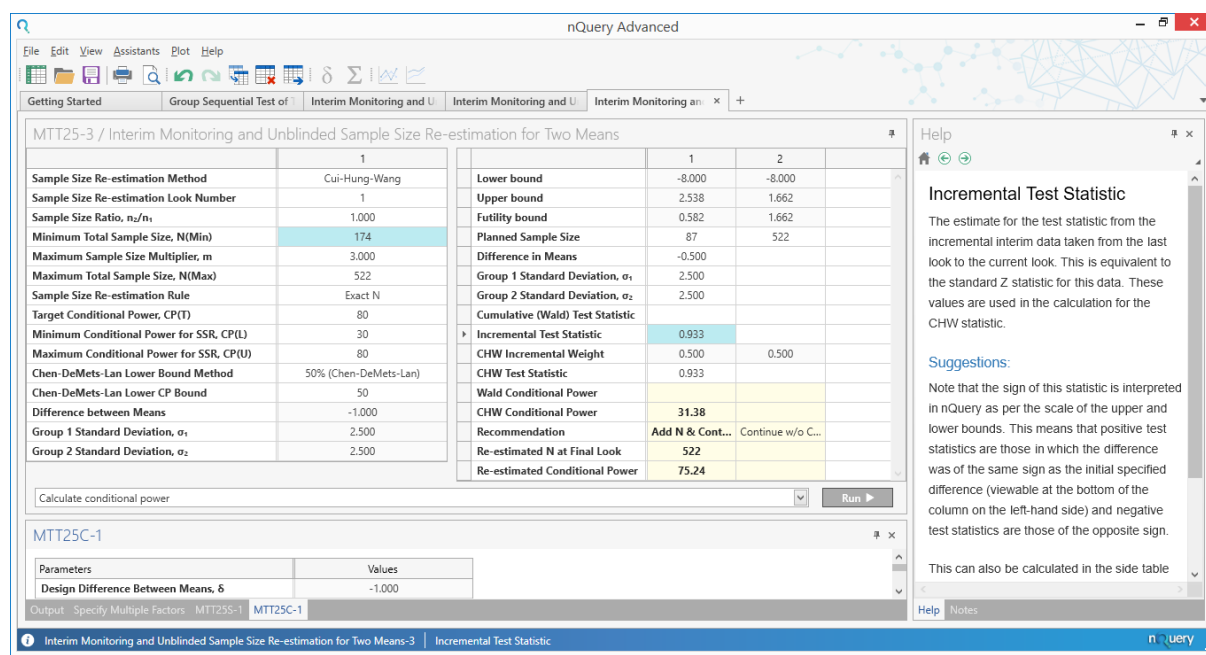 nQuery Advanced
File Edit View Assistants Plot Help
Getting Started Group Sequential Test of Interim Monitoring and U Interim Monitoring and U Interim Monitoring an × +
MTT25-3 / Interim Monitoring and Unblinded Sample Size Re-estimation for Two Means
1
Sample Size Re-estimation Method Cui-Hung-Wang
Sample Size Re-estimation Look Number 1
Sample Size Ratio, n₂/n₁ 1.000
Minimum Total Sample Size, N(Min) 174
Maximum Sample Size Multiplier, m 3.000
Maximum Total Sample Size, N(Max) 522
Sample Size Re-estimation Rule Exact N
Target Conditional Power, CP(T) 80
Minimum Conditional Power for SSR, CP(L) 30
Maximum Conditional Power for SSR, CP(U) 80
Chen-DeMets-Lan Lower Bound Method 50% (Chen-DeMets-Lan)
Chen-DeMets-Lan Lower CP Bound 50
Difference between Means -1.000
Group 1 Standard Deviation, σ₁ 2.500
Group 2 Standard Deviation, σ₂ 2.500
1 2
Lower bound -8.000 -8.000
Upper bound 2.538 1.662
Futility bound 0.582 1.662
Planned Sample Size 87 522
Difference in Means -0.500
Group 1 Standard Deviation, σ₁ 2.500
Group 2 Standard Deviation, σ₂ 2.500
Cumulative (Wald) Test Statistic
Incremental Test Statistic 0.933
CHW Incremental Weight 0.500 0.500
CHW Test Statistic 0.933
Wald Conditional Power
CHW Conditional Power 31.38
Recommendation Add N & Cont... Continue w/o C...
Re-estimated N at Final Look 522
Re-estimated Conditional Power 75.24
Calculate conditional power Run
MTT25C-1
Parameters Values
Design Difference Between Means, δ -1.000
Output Specify Multiple Factors MTT25S-1 MTT25C-1
Help
Incremental Test Statistic
The estimate for the test statistic from the
incremental interim data taken from the last
look to the current look. This is equivalent to
the standard Z statistic for this data. These
values are used in the calculation for the
CHW statistic.
Suggestions:
Note that the sign of this statistic is interpreted
in nQuery as per the scale of the upper and
lower bounds. This means that positive test
statistics are those in which the difference
was of the same sign as the initial specified
difference (viewable at the bottom of the
column on the left-hand side) and negative
test statistics are those of the opposite sign.
This can also be calculated in the side table
Help Notes
Interim Monitoring and Unblinded Sample Size Re-estimation for Two Means-3 Incremental Test Statistic
nQuery